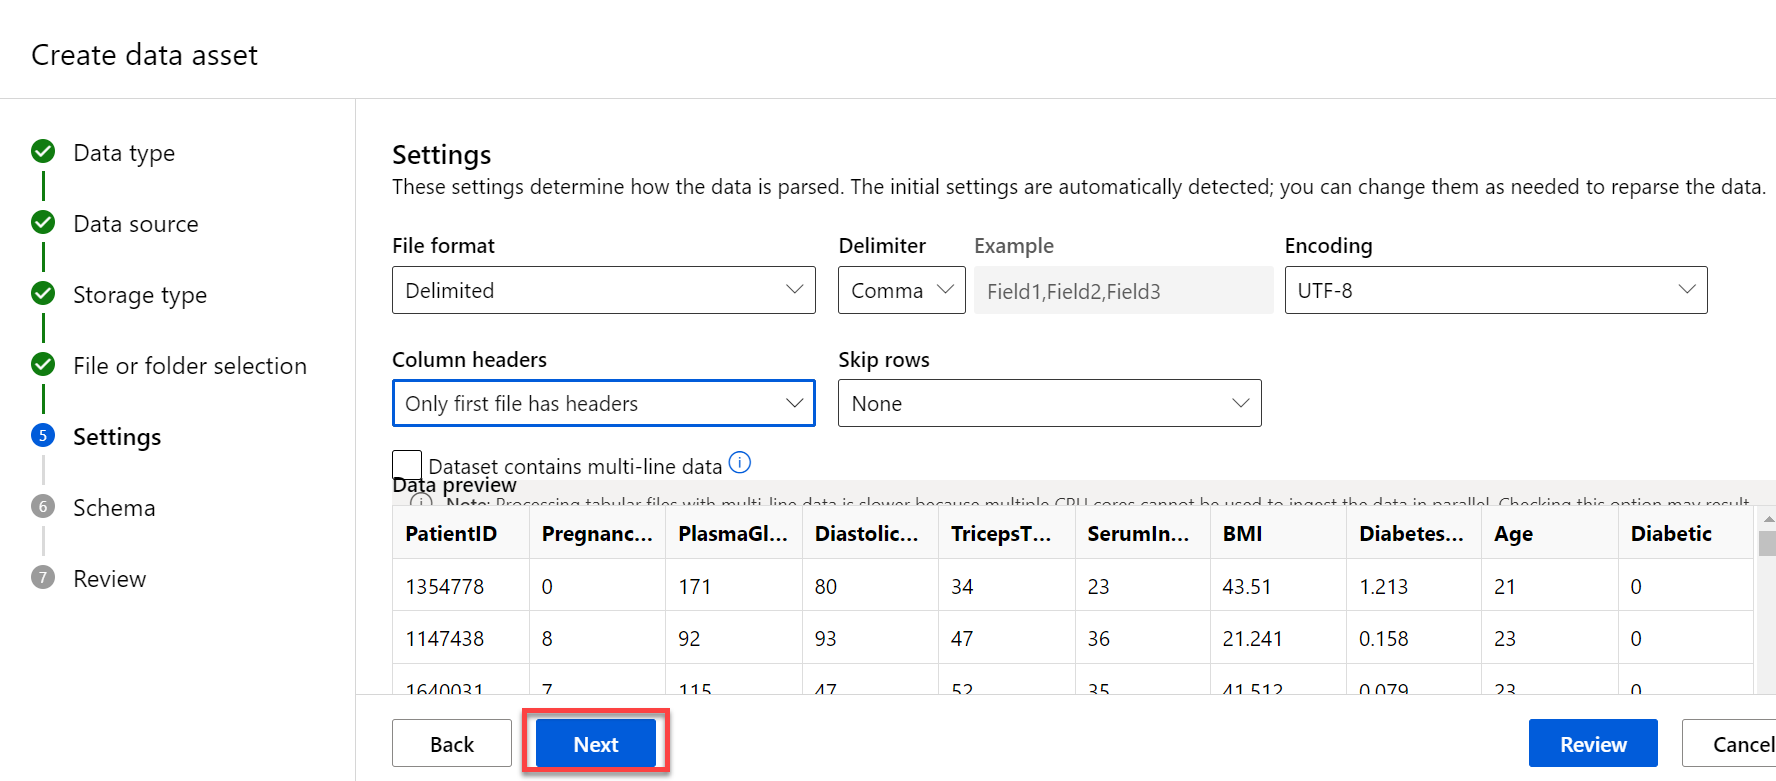 Create data asset
Data type
Data source
Storage type
File or folder selection
5 Settings
6 Schema
7 Review
Settings
These settings determine how the data is parsed. The initial settings are automatically detected; you can change them as needed to reparse the data.
File format Delimiter Example Encoding
Delimited Comma Field1,Field2,Field3 UTF-8
Column headers Skip rows
Only first file has headers None
Dataset contains multi-line data
Data preview
Note: Processing tabular files with multi-line data is slower because multiple CPU cores cannot be used to ingest the data in parallel. Checking this option may result
PatientID Pregnanc... PlasmaGl... Diastolic... TricepsT... SerumIn... BMI Diabetes... Age Diabetic
1354778 0 171 80 34 23 43.51 1.213 21 0
1147438 8 92 93 47 36 21.241 0.158 23 0
1640031 7 115 47 52 35 41.512 0.079 23 0
Back Next Review Cancel